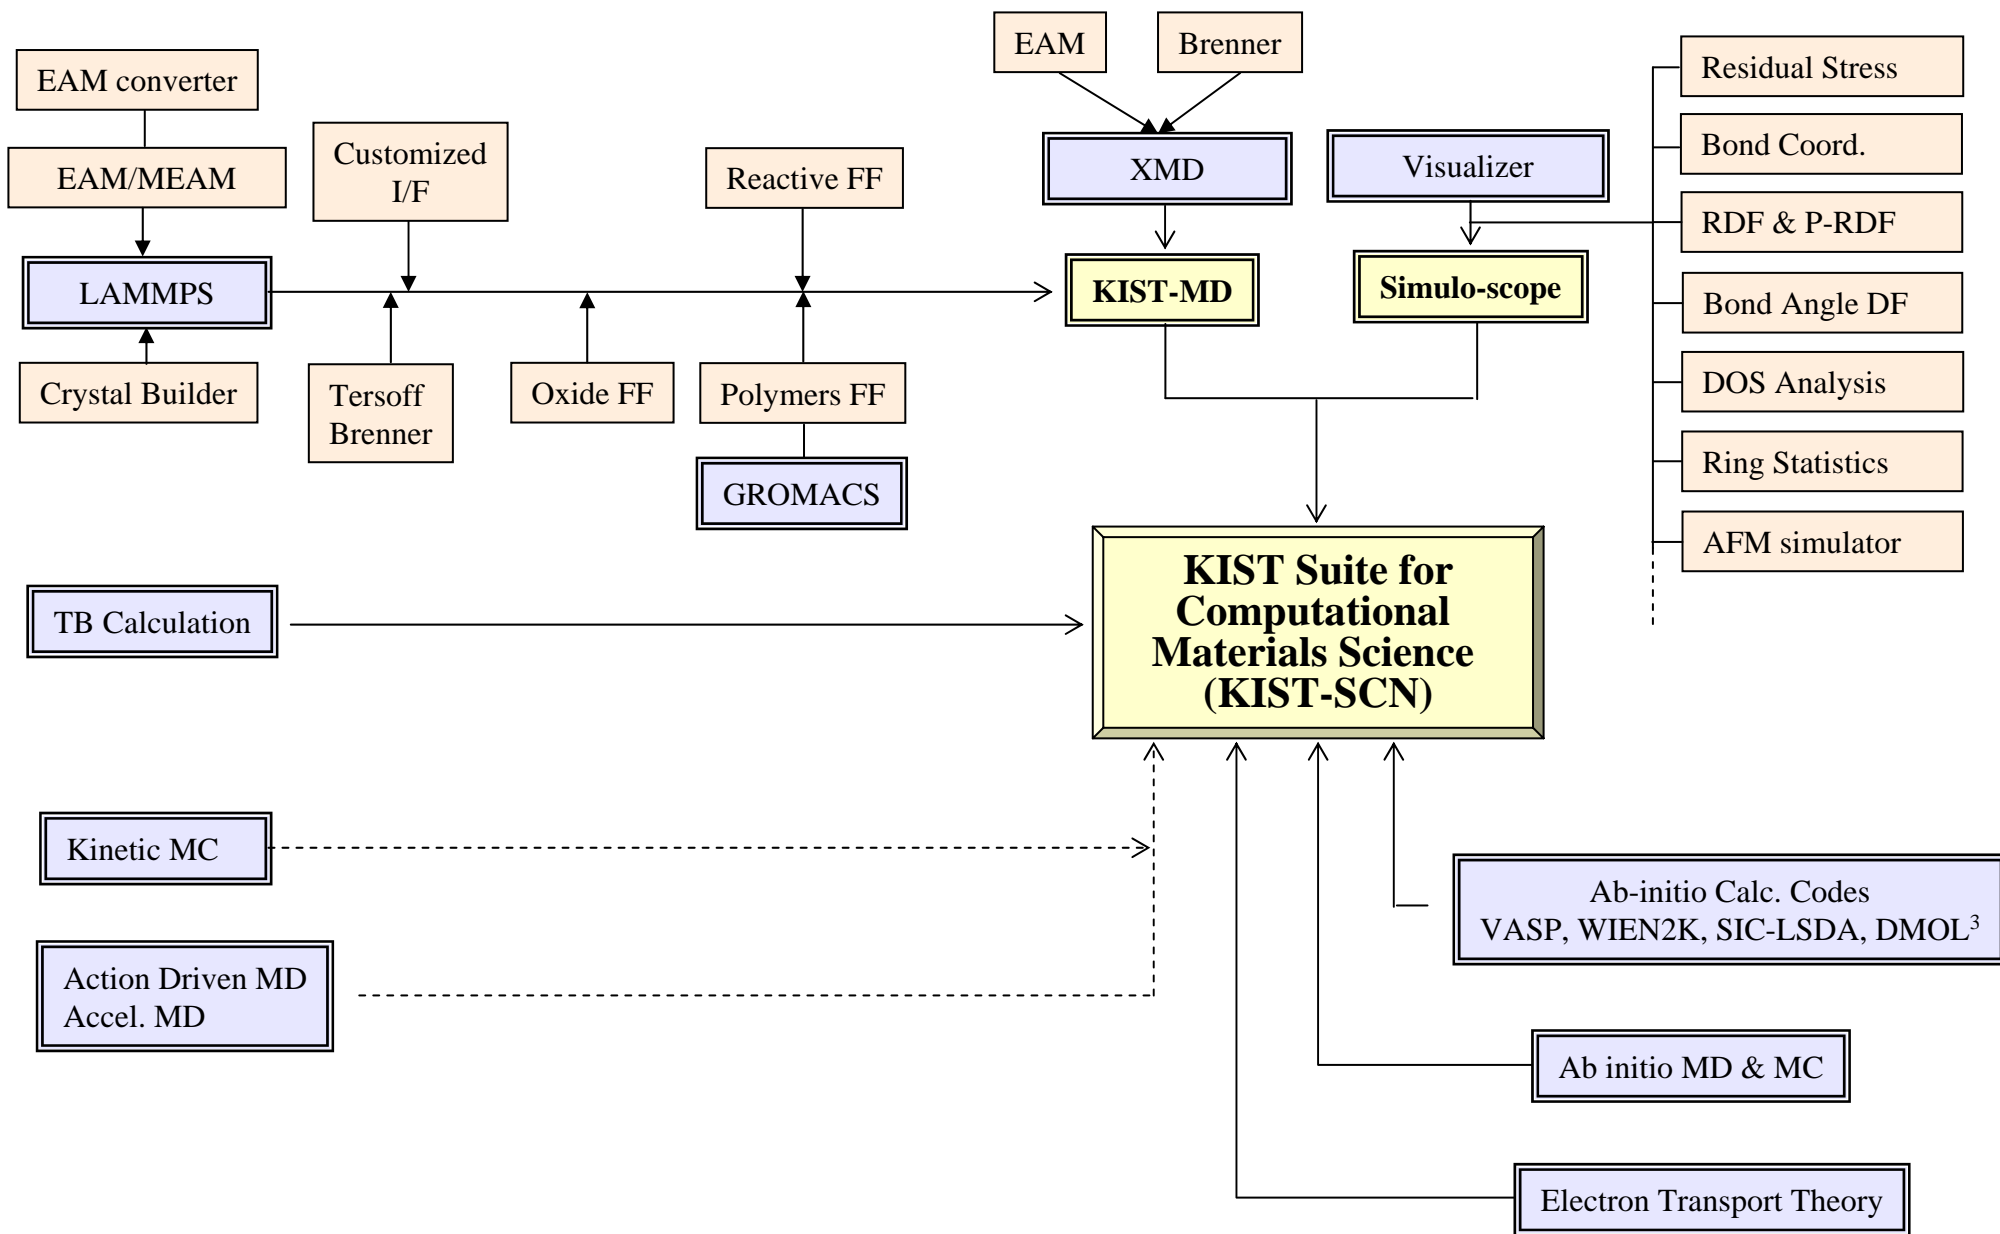 EAM
Brenner
EAM converter
Residual Stress
Customized
I/F
Bond Coord.
EAM/MEAM
Reactive FF
XMD
Visualizer
RDF & P-RDF
LAMMPS
KIST-MD
Simulo-scope
Bond Angle DF
Crystal Builder
Tersoff
Brenner
Oxide FF
Polymers FF
DOS Analysis
GROMACS
Ring Statistics
AFM simulator
KIST Suite for
Computational
Materials Science
(KIST-SCN)
TB Calculation
Kinetic MC
Ab-initio Calc. Codes
VASP, WIEN2K, SIC-LSDA, DMOL³
Action Driven MD
Accel. MD
Ab initio MD & MC
Electron Transport Theory